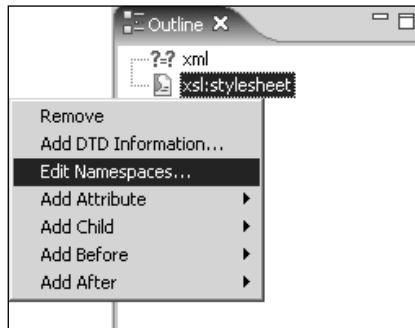 Outline
?=? xml
xsl:stylesheet
Remove
Add DTD Information...
Edit Namespaces...
Add Attribute
Add Child
Add Before
Add After